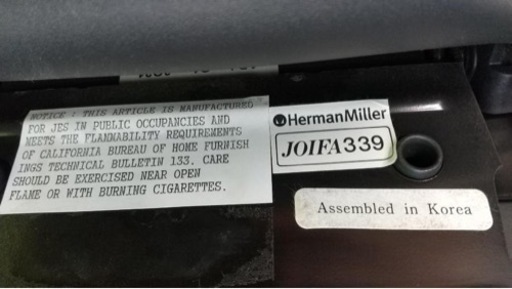 NOTICE : THIS ARTICLE IS MANUFACTURED
FOR JES IN PUBLIC OCCUPANCIES AND
MEETS THE FLAMMABILITY REQUIREMENTS
OF CALIFORNIA BUREAU OF HOME FURNISH
INGS TECHNICAL BULLETIN 133. CARE
SHOULD BE EXERCISED NEAR OPEN
FLAME OR WITH BURNING CIGARETTES.
HermanMiller
JOIFA339
Assembled in Korea